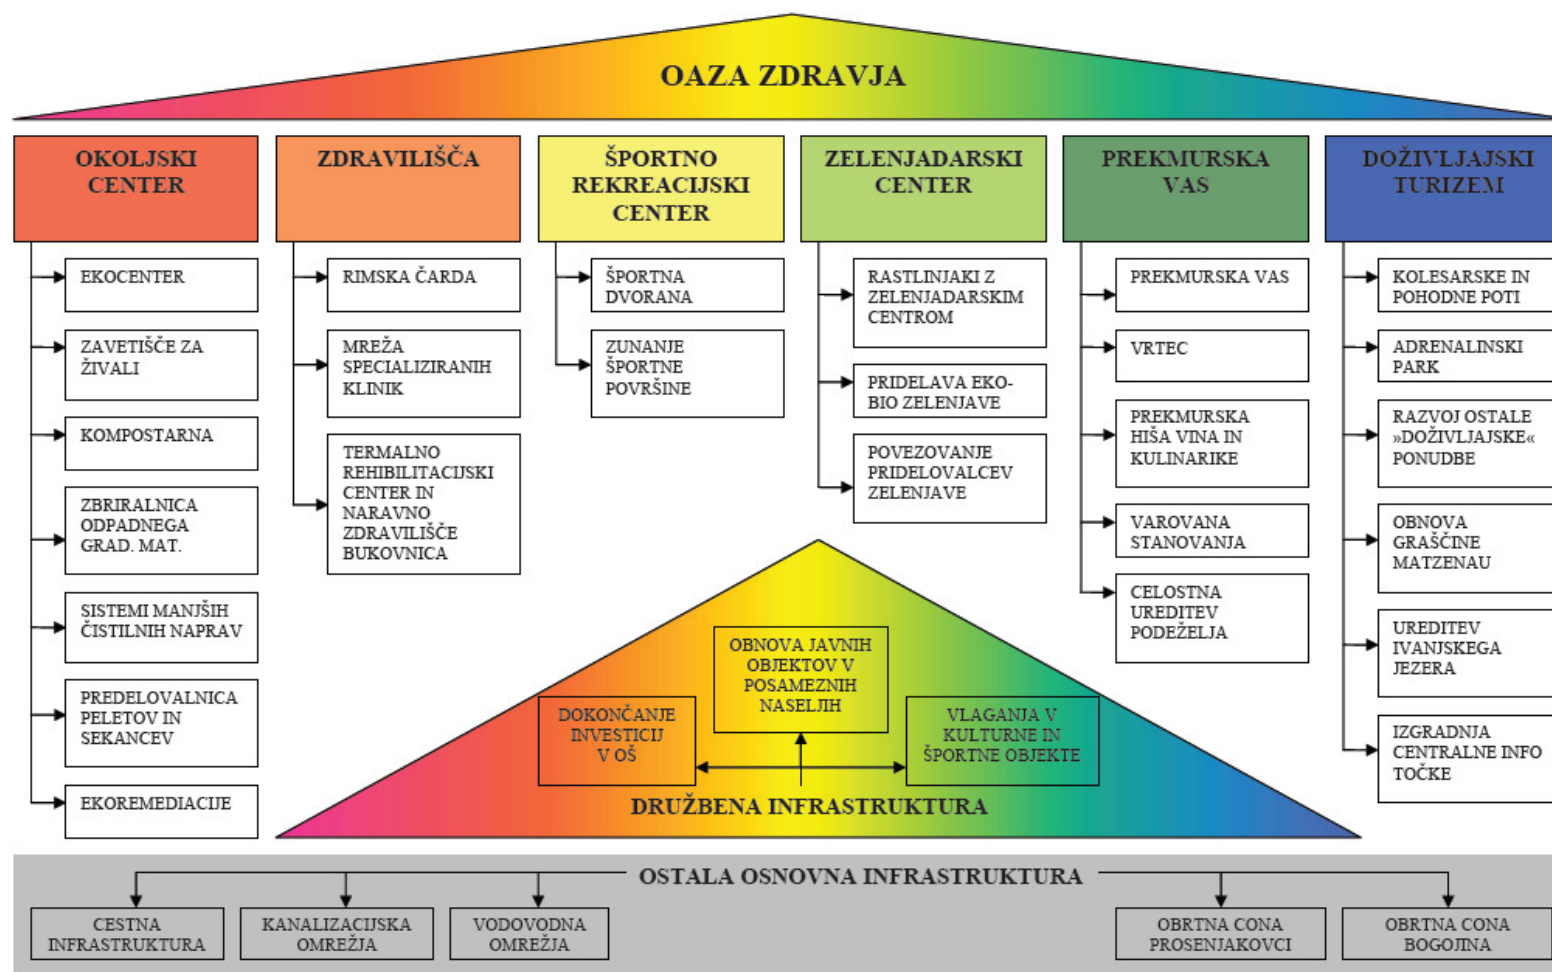 OAZA ZDRAVJA
OKOLJSKI
CENTER
EKOCENTER
ZAVETIŠČE ZA
ŽIVALI
KOMPOSTARNA
ZBRIRALNICA
ODPADNEGA
GRAD. MAT.
SISTEMI MANJŠIH
ČISTILNIH NAPRAV
PREDELOVALNICA
PELETOV IN
SEKANCEV
EKOREMEDIACIJE
ZDRAVILIŠČA
RIMSKA ČARDA
MREŽA
SPECIALIZIRANIH
KLINIK
TERMALNO
REHIBILITACIJSKI
CENTER IN
NARAVNO
ZDRAVILIŠČE
BUKOVNICA
ŠPORTNO
REKREACIJSKI
CENTER
ŠPORTNA
DVORANA
ZUNANJE
ŠPORTNE
POVRŠINE
ZELENJADARSKI
CENTER
RASTLINJAKI Z
ZELENJADARSKIM
CENTROM
PRIDELAVA EKO-
BIO ZELENJAVE
POVEZOVANJE
PRIDELOVALCEV
ZELENJAVE
PREKMURSKA
VAS
PREKMURSKA VAS
VRTEC
PREKMURSKA
HIŠA VINA IN
KULINARIKE
VAROVANA
STANOVANJA
CELOSTNA
UREDITEV
PODEŽELJA
DOŽIVLJAJSKI
TURIZEM
KOLESARSKE IN
POHODNE POTI
ADRENALINSKI
PARK
RAZVOJ OSTALE
»DOŽIVLJAJSKE«
PONUDBE
OBNOVA
GRAŠČINE
MATZENAU
UREDITEV
IVANJSKEGA
JEZERA
IZGRADNJA
CENTRALNE INFO
TOČKE
OBNOVA JAVNIH
OBJEKTOV V
POSAMEZNIH
NASELJIH
DOKONČANJE
INVESTICIJ
V OŠ
VLAGANJA V
KULTURNE IN
ŠPORTNE OBJEKTE
DRUŽBENA INFRASTRUKTURA
OSTALA OSNOVNA INFRASTRUKTURA
CESTNA
INFRASTRUKTURA
KANALIZACIJSKA
OMREŽJA
VODOVODNA
OMREŽJA
OBRTNA CONA
PROSENJAKOVCI
OBRTNA CONA
BOGOJINA